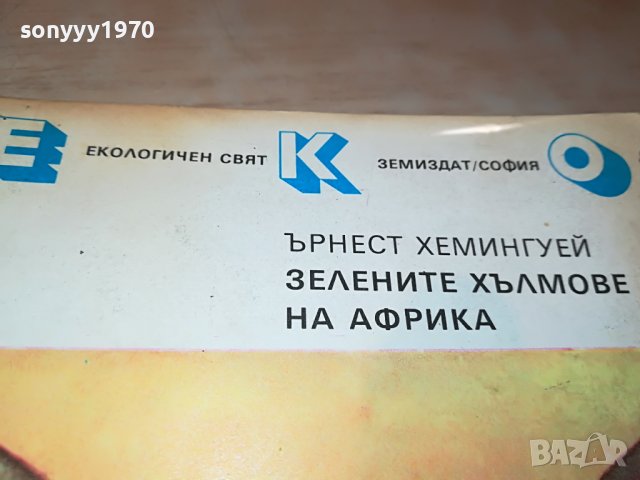 sonyyy1970
Е ЕКОЛОГИЧЕН СВЯТ К ЗЕМИЗДАТ/СОФИЯ О
ЪРНЕСТ ХЕМИНГУЕЙ
ЗЕЛЕНИТЕ ХЪЛМОВЕ
НА АФРИКА
BAZAR